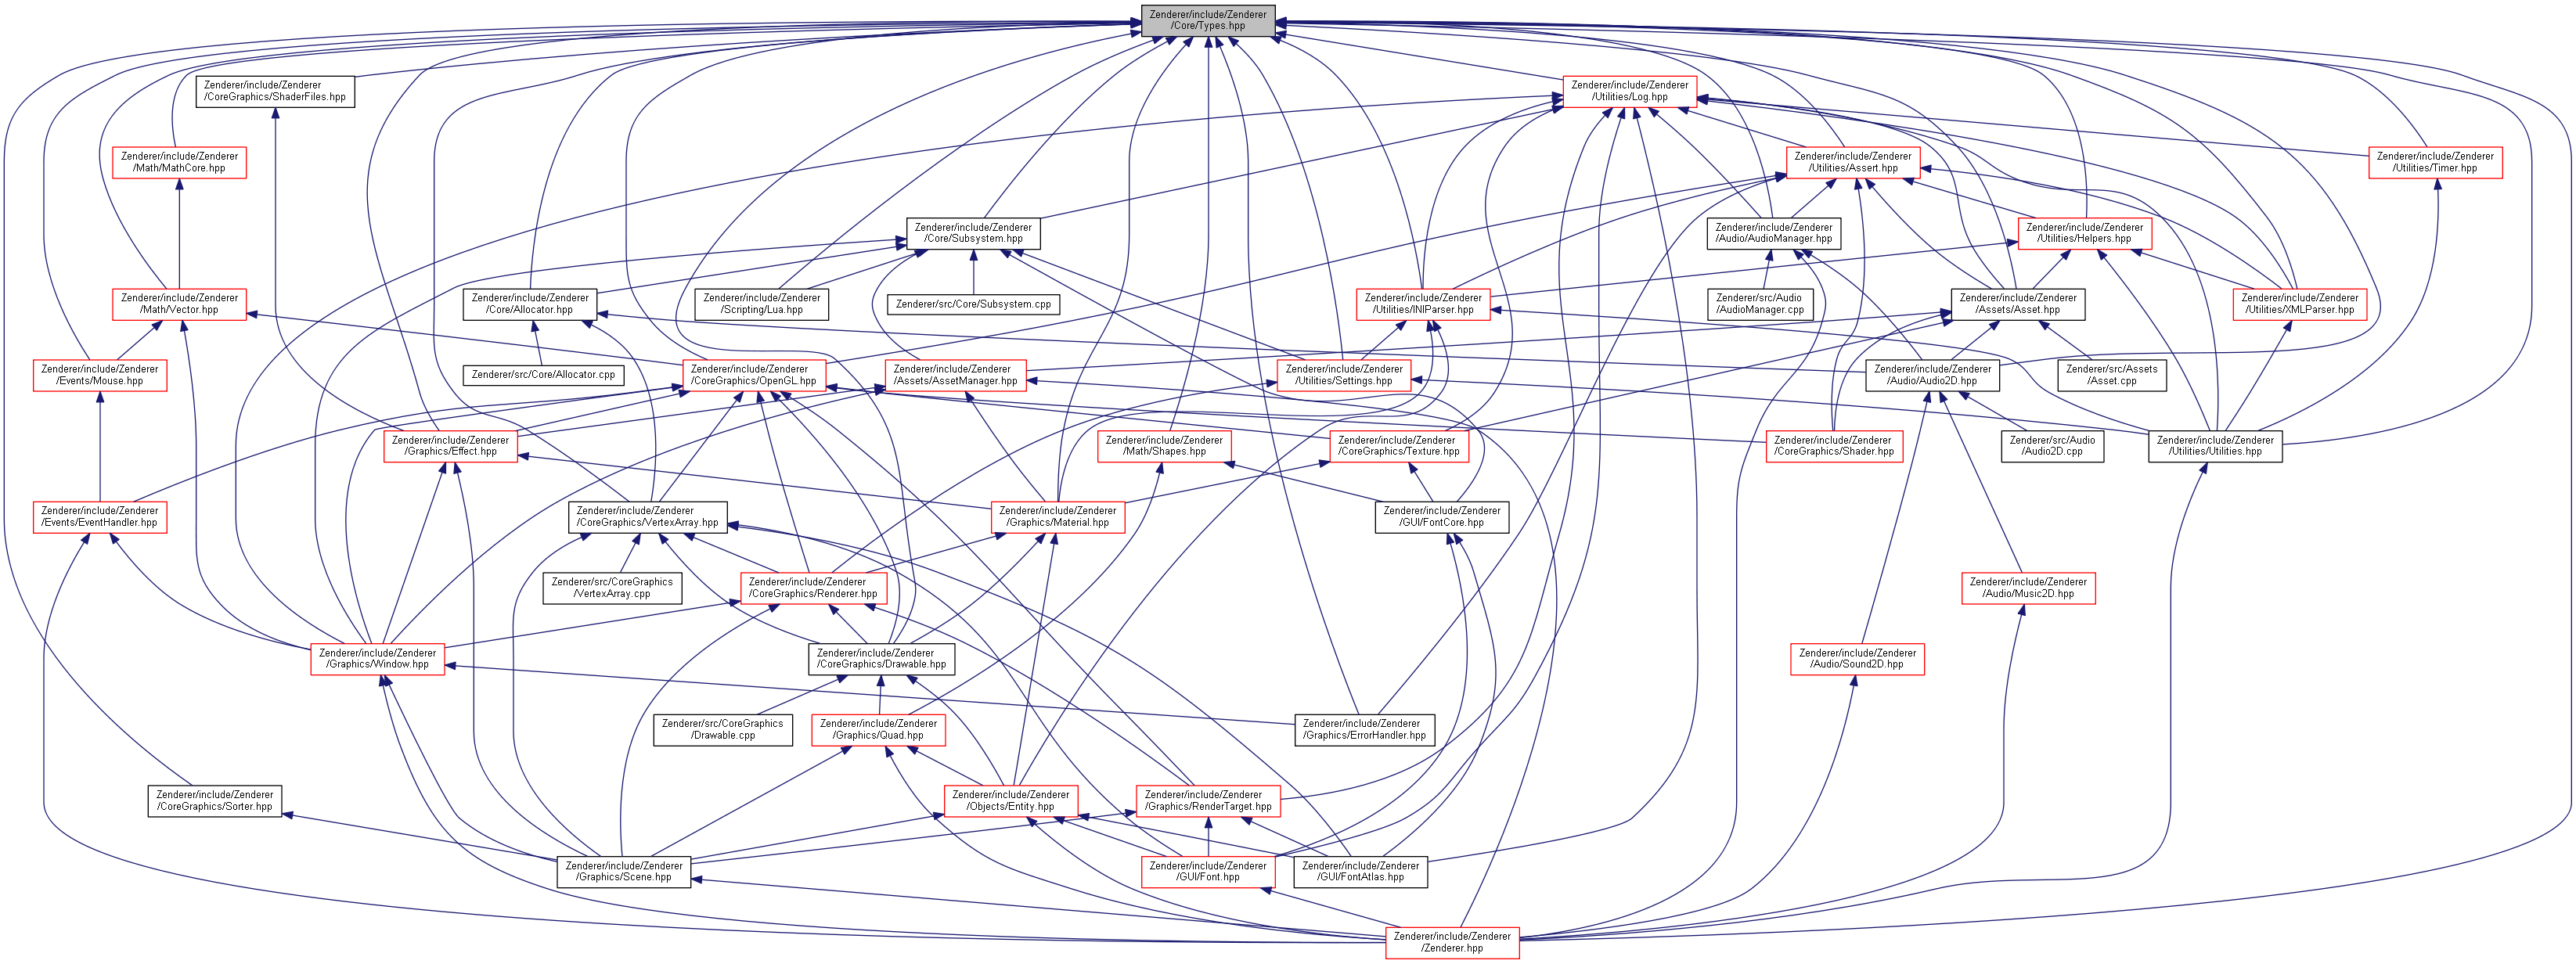 Zenderer/include/Zenderer
/Core/Types.hpp
Zenderer/include/Zenderer
/CoreGraphics/ShaderFiles.hpp
Zenderer/include/Zenderer
/Utilities/Log.hpp
Zenderer/include/Zenderer
/Math/MathCore.hpp
Zenderer/include/Zenderer
/Utilities/Assert.hpp
Zenderer/include/Zenderer
/Utilities/Timer.hpp
Zenderer/include/Zenderer
/Core/Subsystem.hpp
Zenderer/include/Zenderer
/Audio/AudioManager.hpp
Zenderer/include/Zenderer
/Utilities/Helpers.hpp
Zenderer/include/Zenderer
/Math/Vector.hpp
Zenderer/include/Zenderer
/Core/Allocator.hpp
Zenderer/include/Zenderer
/Scripting/Lua.hpp
Zenderer/src/Core/Subsystem.cpp
Zenderer/include/Zenderer
/Utilities/INIParser.hpp
Zenderer/src/Audio
/AudioManager.cpp
Zenderer/include/Zenderer
/Assets/Asset.hpp
Zenderer/include/Zenderer
/Utilities/XMLParser.hpp
Zenderer/include/Zenderer
/Events/Mouse.hpp
Zenderer/src/Core/Allocator.cpp
Zenderer/include/Zenderer
/CoreGraphics/OpenGL.hpp
Zenderer/include/Zenderer
/Assets/AssetManager.hpp
Zenderer/include/Zenderer
/Utilities/Settings.hpp
Zenderer/include/Zenderer
/Audio/Audio2D.hpp
Zenderer/src/Assets
/Asset.cpp
Zenderer/include/Zenderer
/Graphics/Effect.hpp
Zenderer/include/Zenderer
/Math/Shapes.hpp
Zenderer/include/Zenderer
/CoreGraphics/Texture.hpp
Zenderer/include/Zenderer
/CoreGraphics/Shader.hpp
Zenderer/src/Audio
/Audio2D.cpp
Zenderer/include/Zenderer
/Utilities/Utilities.hpp
Zenderer/include/Zenderer
/Events/EventHandler.hpp
Zenderer/include/Zenderer
/CoreGraphics/VertexArray.hpp
Zenderer/include/Zenderer
/Graphics/Material.hpp
Zenderer/include/Zenderer
/GUI/FontCore.hpp
Zenderer/src/CoreGraphics
/VertexArray.cpp
Zenderer/include/Zenderer
/CoreGraphics/Renderer.hpp
Zenderer/include/Zenderer
/Audio/Music2D.hpp
Zenderer/include/Zenderer
/Graphics/Window.hpp
Zenderer/include/Zenderer
/CoreGraphics/Drawable.hpp
Zenderer/include/Zenderer
/Audio/Sound2D.hpp
Zenderer/src/CoreGraphics
/Drawable.cpp
Zenderer/include/Zenderer
/Graphics/Quad.hpp
Zenderer/include/Zenderer
/Graphics/ErrorHandler.hpp
Zenderer/include/Zenderer
/CoreGraphics/Sorter.hpp
Zenderer/include/Zenderer
/Objects/Entity.hpp
Zenderer/include/Zenderer
/Graphics/RenderTarget.hpp
Zenderer/include/Zenderer
/Graphics/Scene.hpp
Zenderer/include/Zenderer
/GUI/Font.hpp
Zenderer/include/Zenderer
/GUI/FontAtlas.hpp
Zenderer/include/Zenderer
/Zenderer.hpp